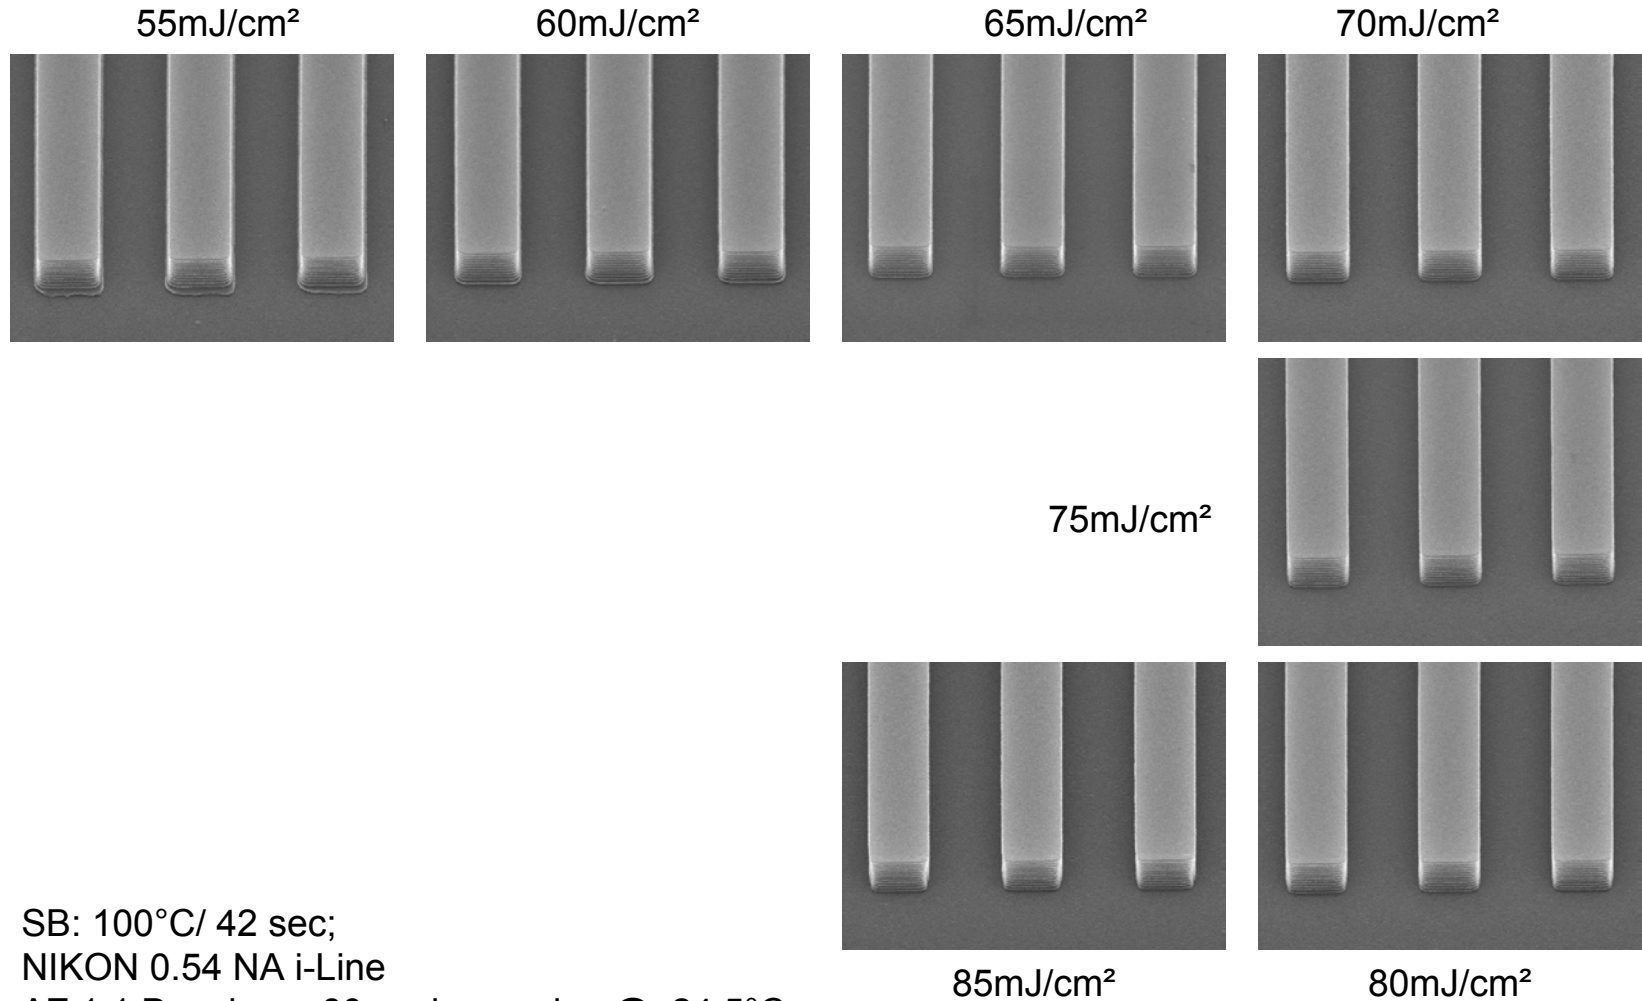 55mJ/cm²
60mJ/cm²
65mJ/cm²
70mJ/cm²
75mJ/cm²
SB: 100°C/ 42 sec;
NIKON 0.54 NA i-Line
85mJ/cm²
80mJ/cm²